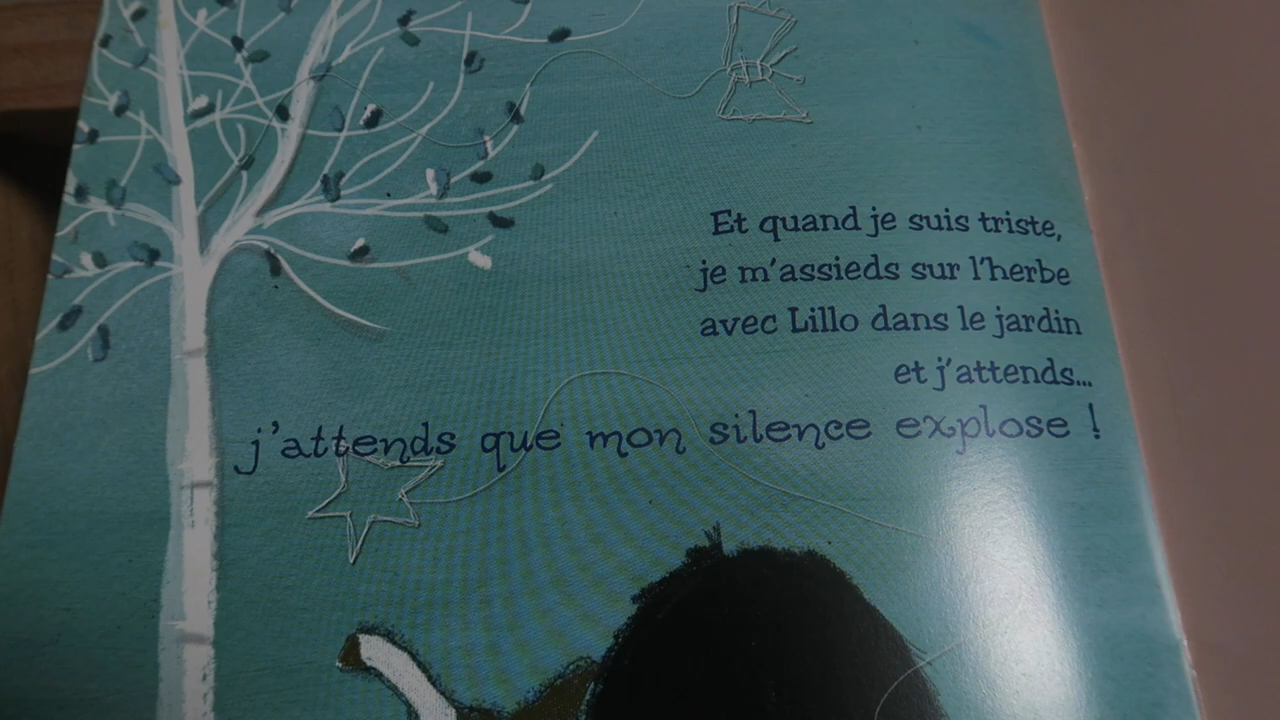 Et quand je suis triste,
je m'assieds sur l'herbe
avec Lillo dans le jardin
et j'attends...
j'attends que mon silence explose !